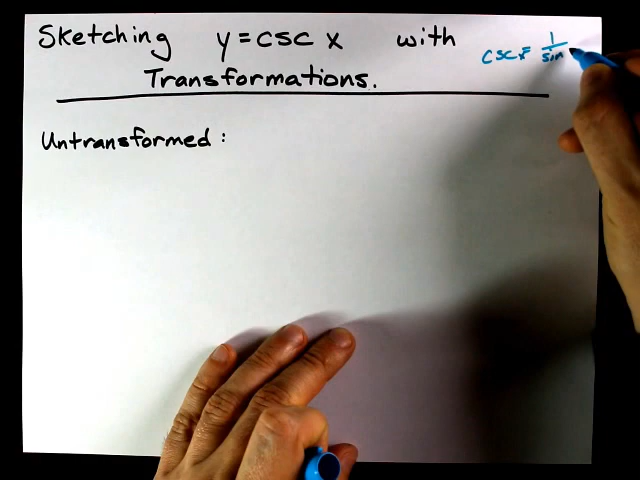 Sketching y=csc x with
Transformations.
csc x= 1/sin
Untransformed: